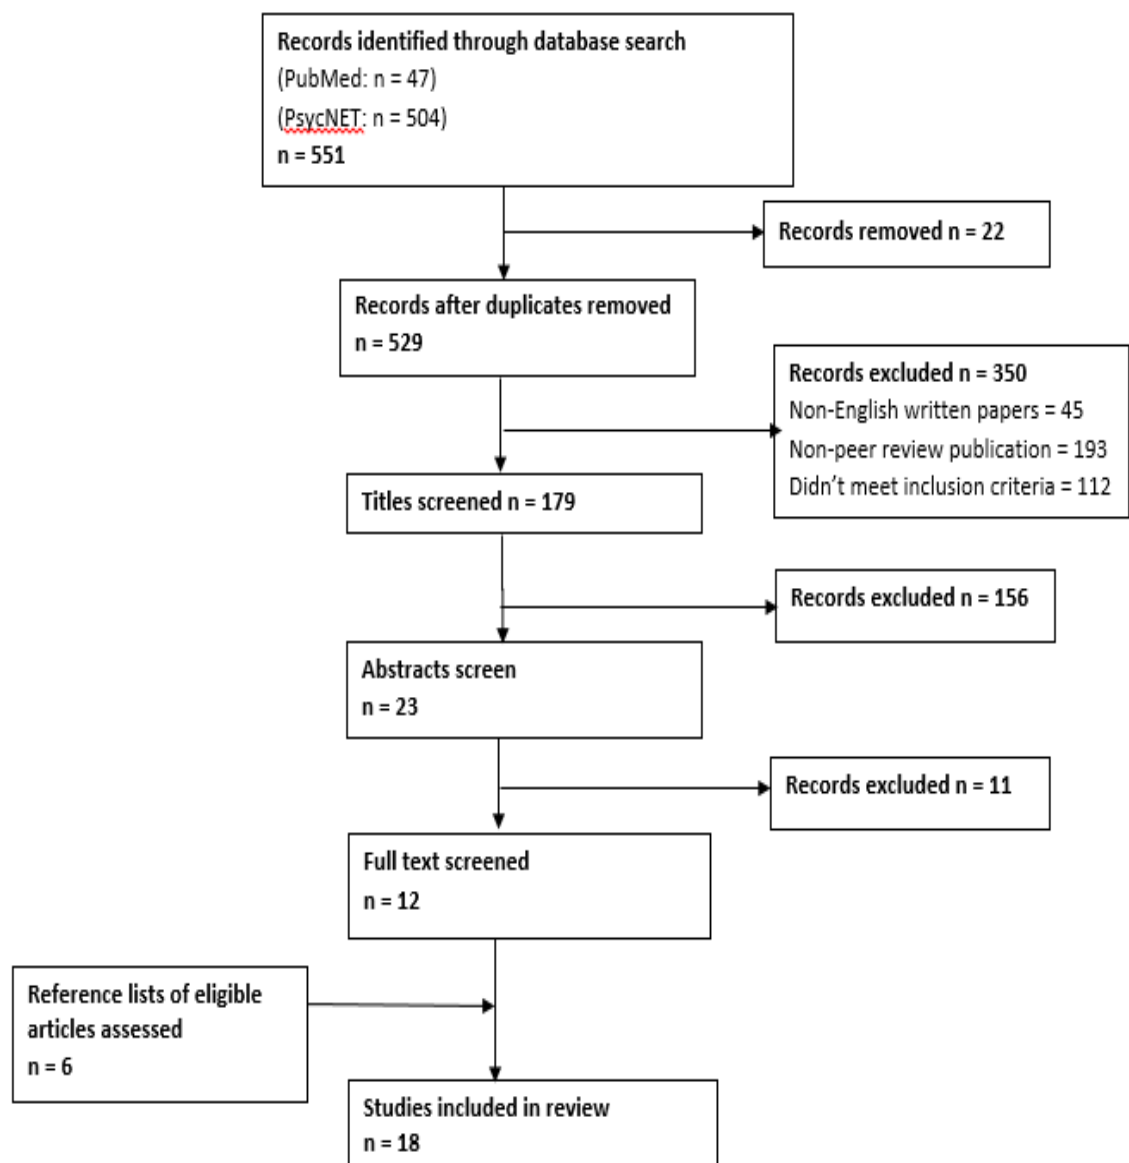 Records identified through database search
(PubMed: n = 47)
(PsycNET: n = 504)
n = 551
Records removed n = 22
Records after duplicates removed
n = 529
Records excluded n = 350
Non-English written papers = 45
Non-peer review publication = 193
Didn't meet inclusion criteria = 112
Titles screened n = 179
Records excluded n = 156
Abstracts screen
n = 23
Records excluded n = 11
Full text screened
n = 12
Reference lists of eligible
articles assessed
n = 6
Studies included in review
n = 18